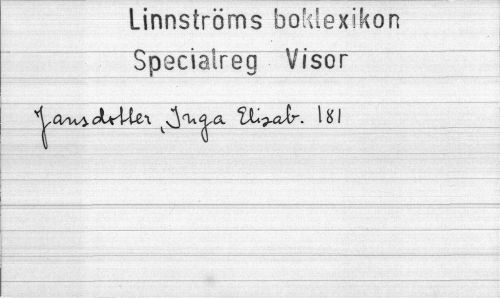 Linnströms boklexikon
Specialreg Visor
Jansdotter, Inga Elisab. 181